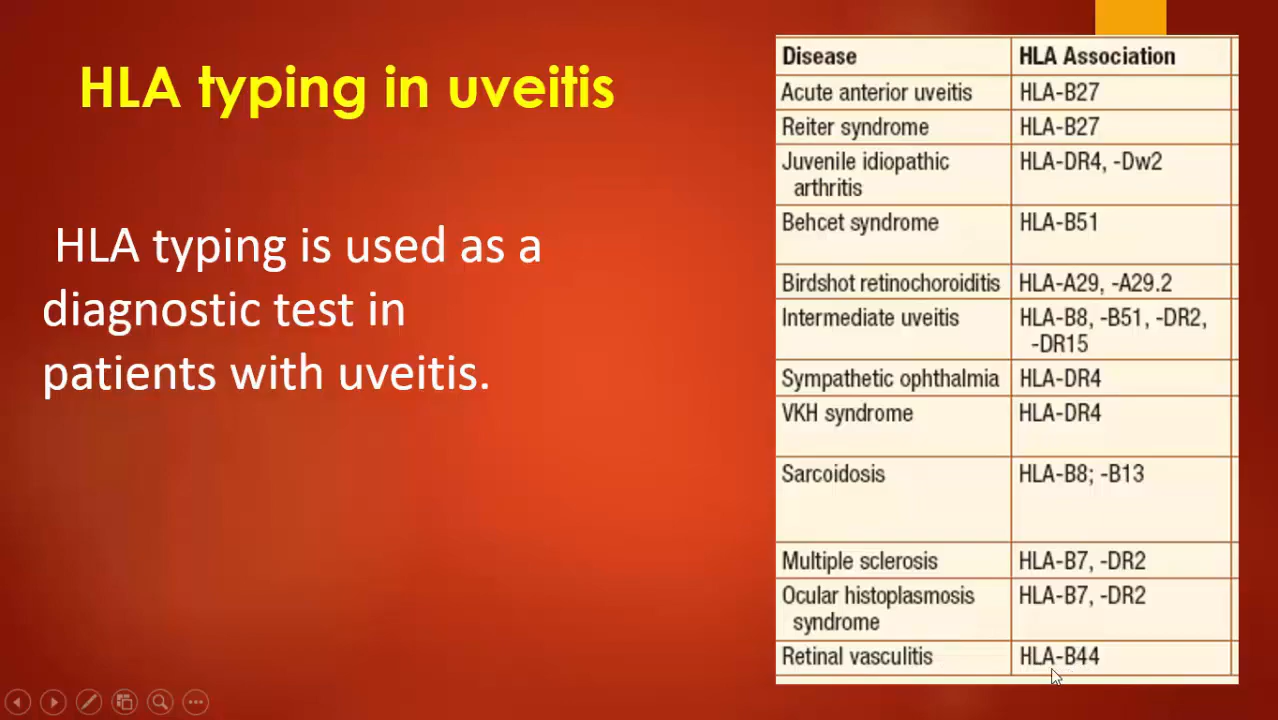 HLA typing in uveitis
HLA typing is used as a
diagnostic test in
patients with uveitis.
Disease HLA Association
Acute anterior uveitis HLA-B27
Reiter syndrome HLA-B27
Juvenile idiopathic HLA-DR4, -Dw2
arthritis
Behcet syndrome HLA-B51
Birdshot retinochoroiditis HLA-A29, -A29.2
Intermediate uveitis HLA-B8, -B51, -DR2,
-DR15
Sympathetic ophthalmia HLA-DR4
VKH syndrome HLA-DR4
Sarcoidosis HLA-B8; -B13
Multiple sclerosis HLA-B7, -DR2
Ocular histoplasmosis HLA-B7, -DR2
syndrome
Retinal vasculitis HLA-B44